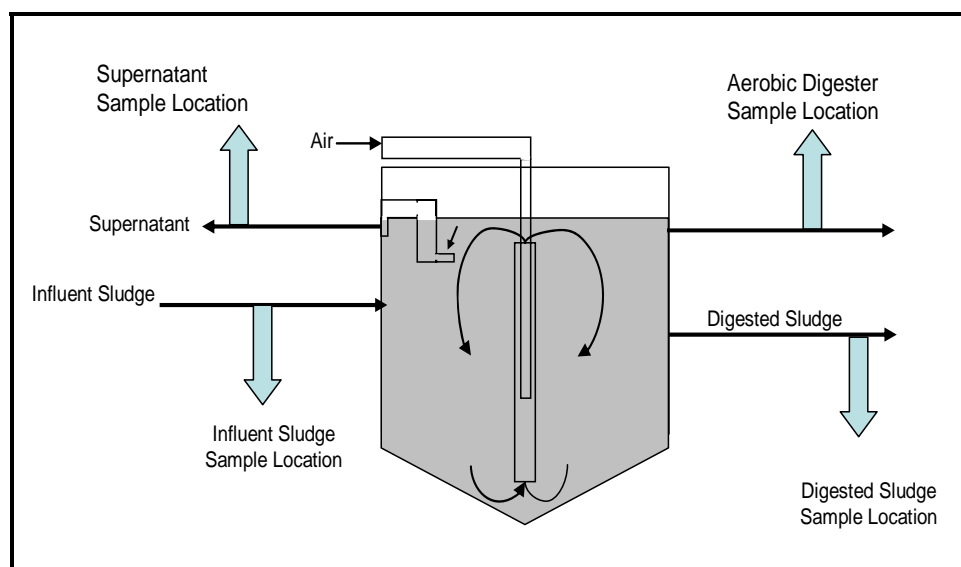 Supernatant
Sample Location
Aerobic Digester
Sample Location
Air
Supernatant
Influent Sludge
Digested Sludge
Influent Sludge
Sample Location
Digested Sludge
Sample Location